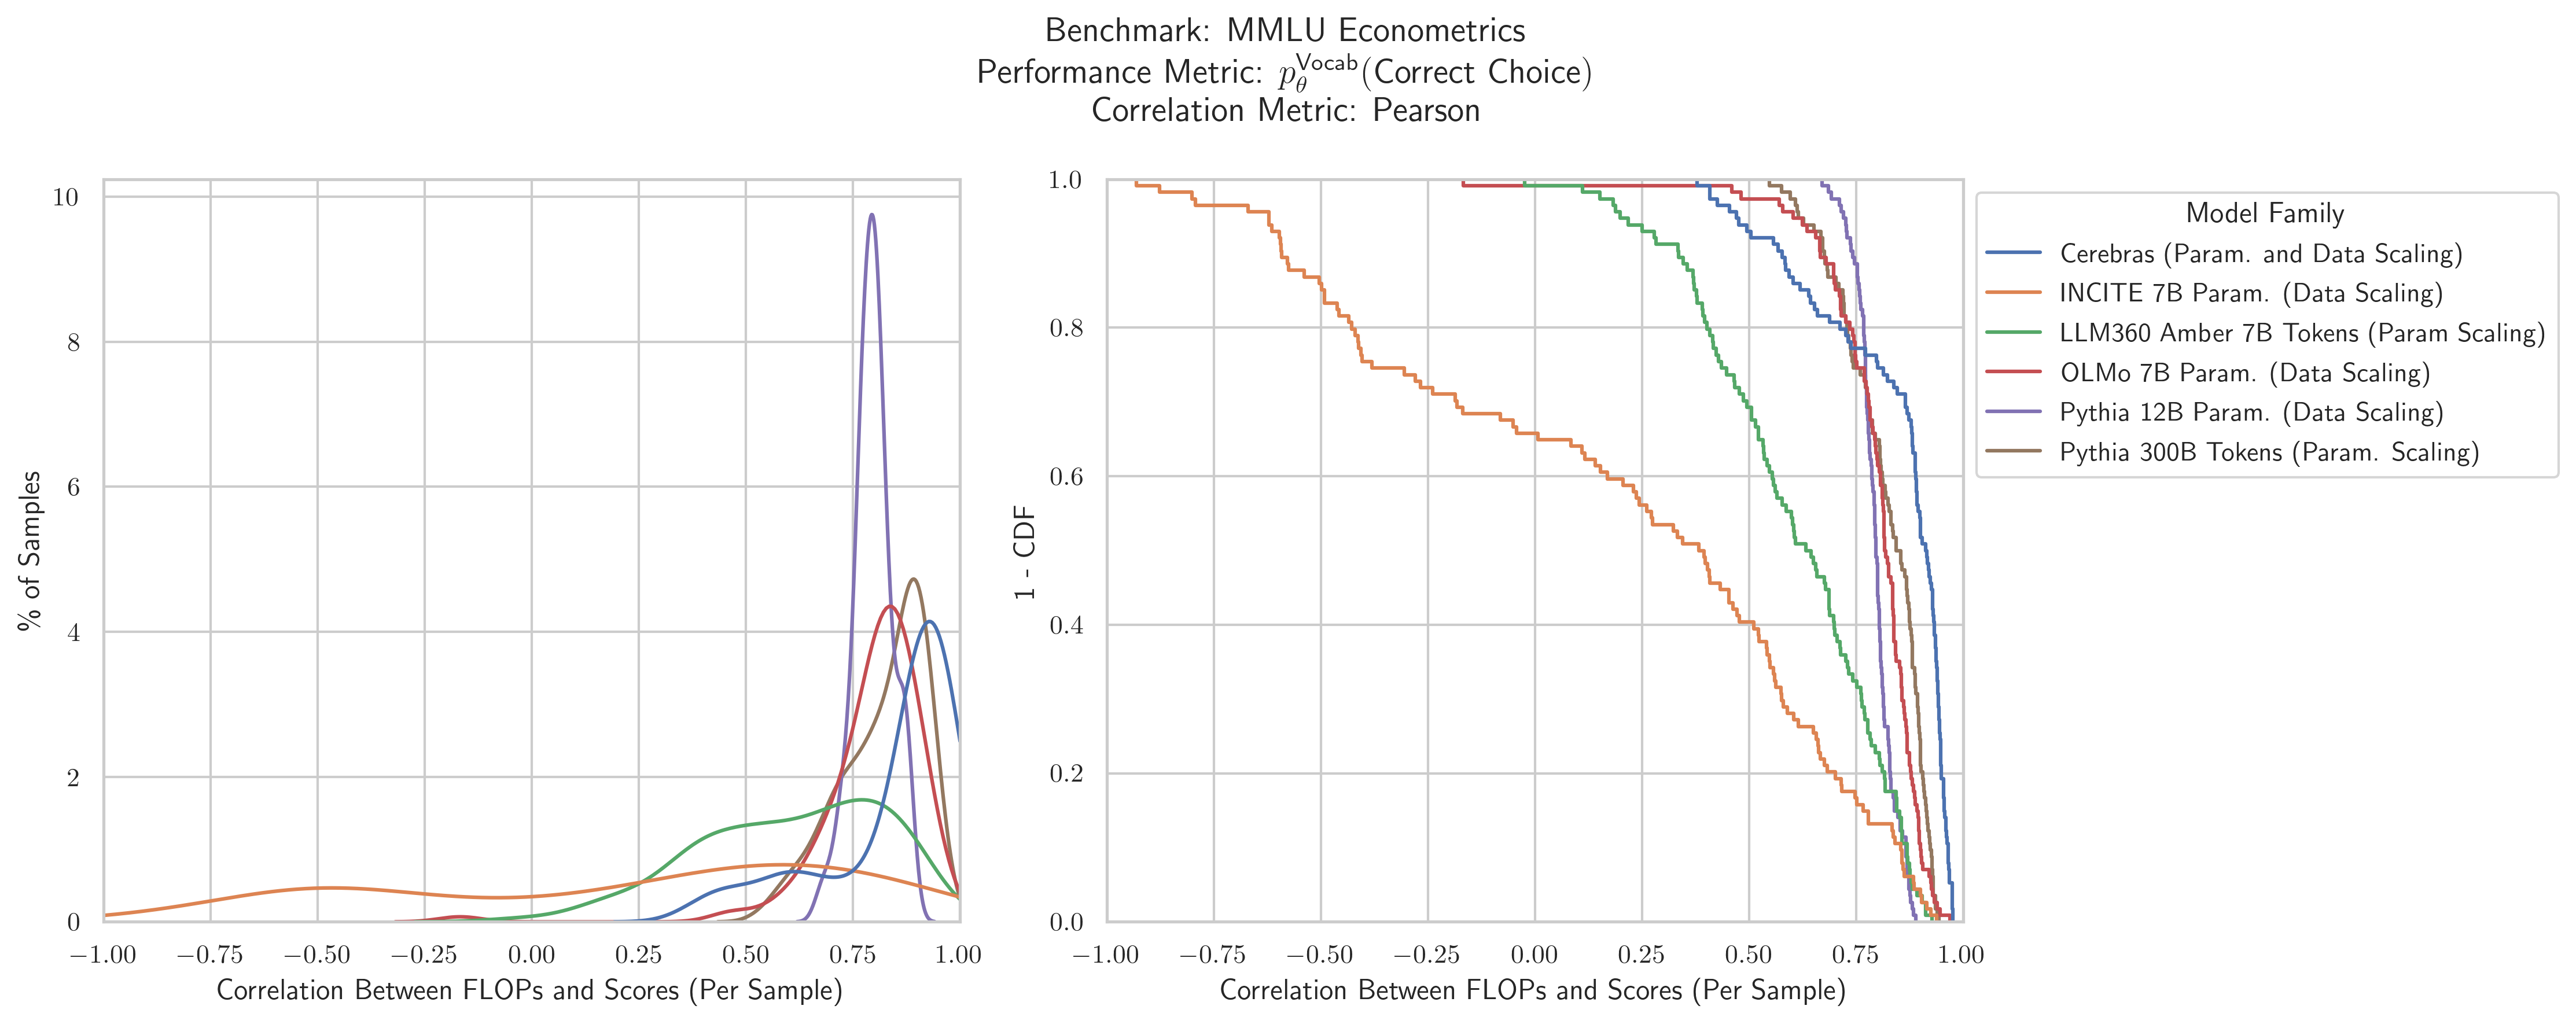 Benchmark: MMLU Econometrics
Performance Metric: $p_\theta^{\text{Vocab}}$(Correct Choice)
Correlation Metric: Pearson
10
8
6
4
2
0
% of Samples
−1.00 −0.75 −0.50 −0.25 0.00 0.25 0.50 0.75 1.00
Correlation Between FLOPs and Scores (Per Sample)
1.0
0.8
0.6
0.4
0.2
0.0
1 - CDF
−1.00 −0.75 −0.50 −0.25 0.00 0.25 0.50 0.75 1.00
Correlation Between FLOPs and Scores (Per Sample)
Model Family
Cerebras (Param. and Data Scaling)
INCITE 7B Param. (Data Scaling)
LLM360 Amber 7B Tokens (Param Scaling)
OLMo 7B Param. (Data Scaling)
Pythia 12B Param. (Data Scaling)
Pythia 300B Tokens (Param. Scaling)